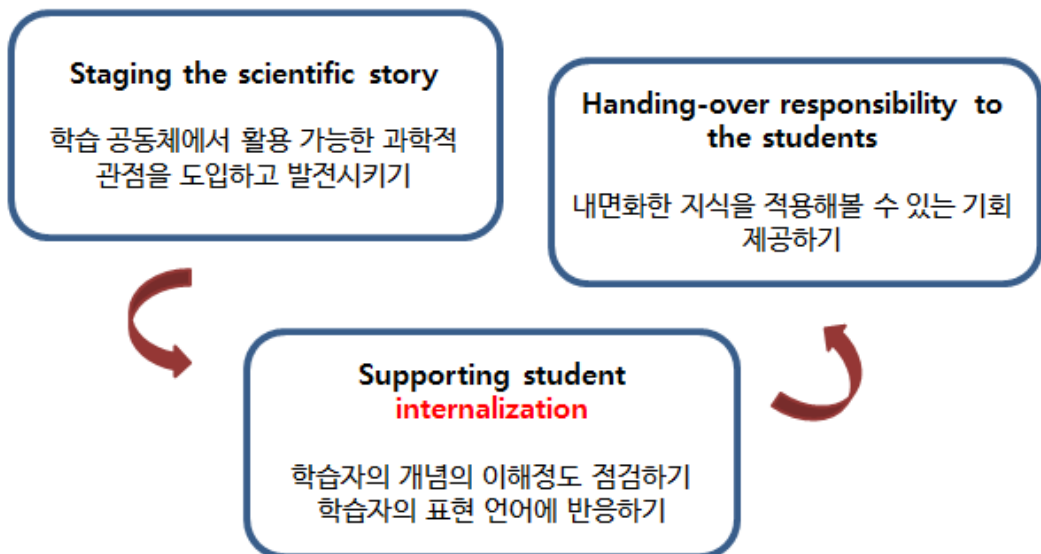 Staging the scientific story
학습 공동체에서 활용 가능한 과학적
관점을 도입하고 발전시키기
Supporting student
internalization
학습자의 개념의 이해정도 점검하기
학습자의 표현 언어에 반응하기
Handing-over responsibility to
the students
내면화한 지식을 적용해볼 수 있는 기회
제공하기